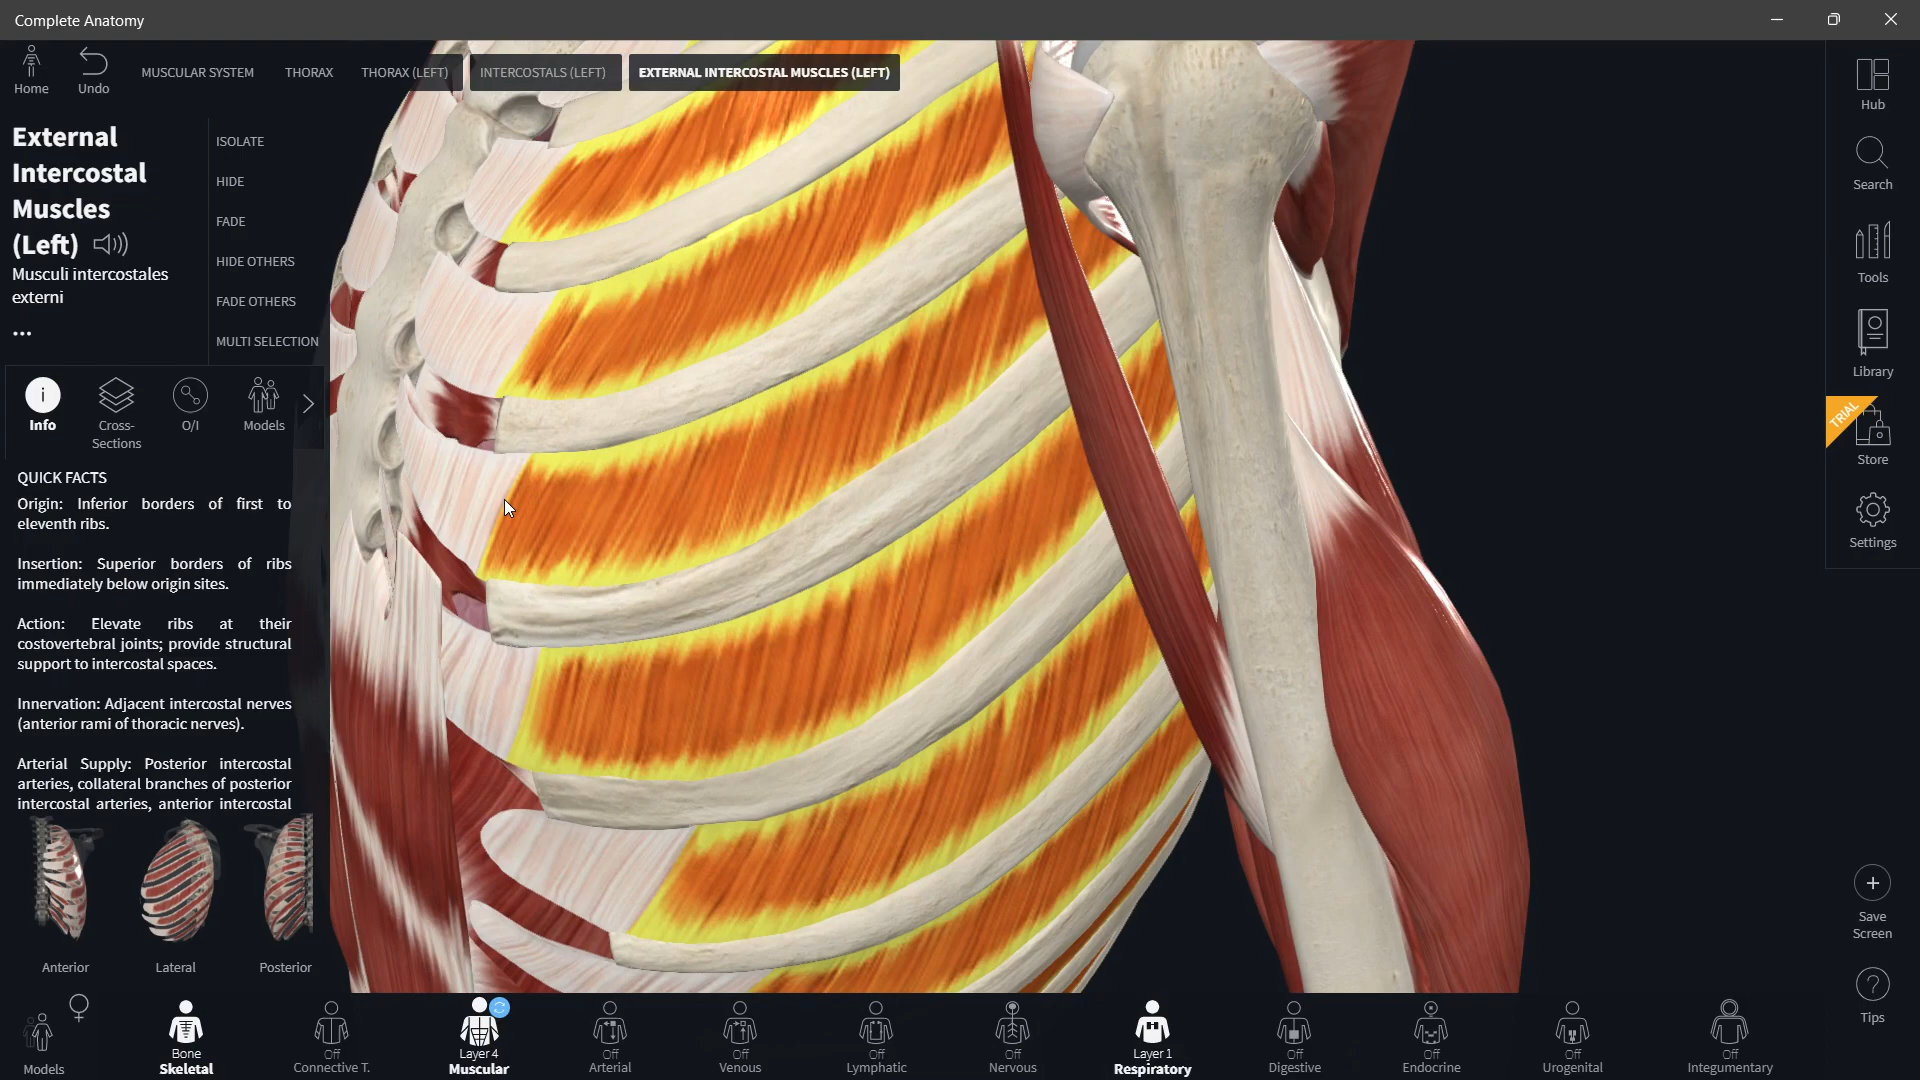 Complete Anatomy
Home
Undo
MUSCULAR SYSTEM
THORAX
THORAX (LEFT)
INTERCOSTALS (LEFT)
EXTERNAL INTERCOSTAL MUSCLES (LEFT)
External
Intercostal
Muscles
(Left)
Musculi intercostales
externi
...
ISOLATE
HIDE
FADE
HIDE OTHERS
FADE OTHERS
MULTI SELECTION
Info
Cross-
Sections
O/I
Models
QUICK FACTS
Origin: Inferior borders of first to
eleventh ribs.
Insertion: Superior borders of ribs
immediately below origin sites.
Action: Elevate ribs at their
costovertebral joints; provide structural
support to intercostal spaces.
Innervation: Adjacent intercostal nerves
(anterior rami of thoracic nerves).
Arterial Supply: Posterior intercostal
arteries, collateral branches of posterior
intercostal arteries, anterior intercostal
Anterior
Lateral
Posterior
Hub
Search
Tools
Library
TRIAL
Store
Settings
Save
Screen
Tips
Models
Bone
Skeletal
Off
Connective T.
Layer 4
Muscular
Off
Arterial
Off
Venous
Off
Lymphatic
Off
Nervous
Layer 1
Respiratory
Off
Digestive
Off
Endocrine
Off
Urogenital
Off
Integumentary